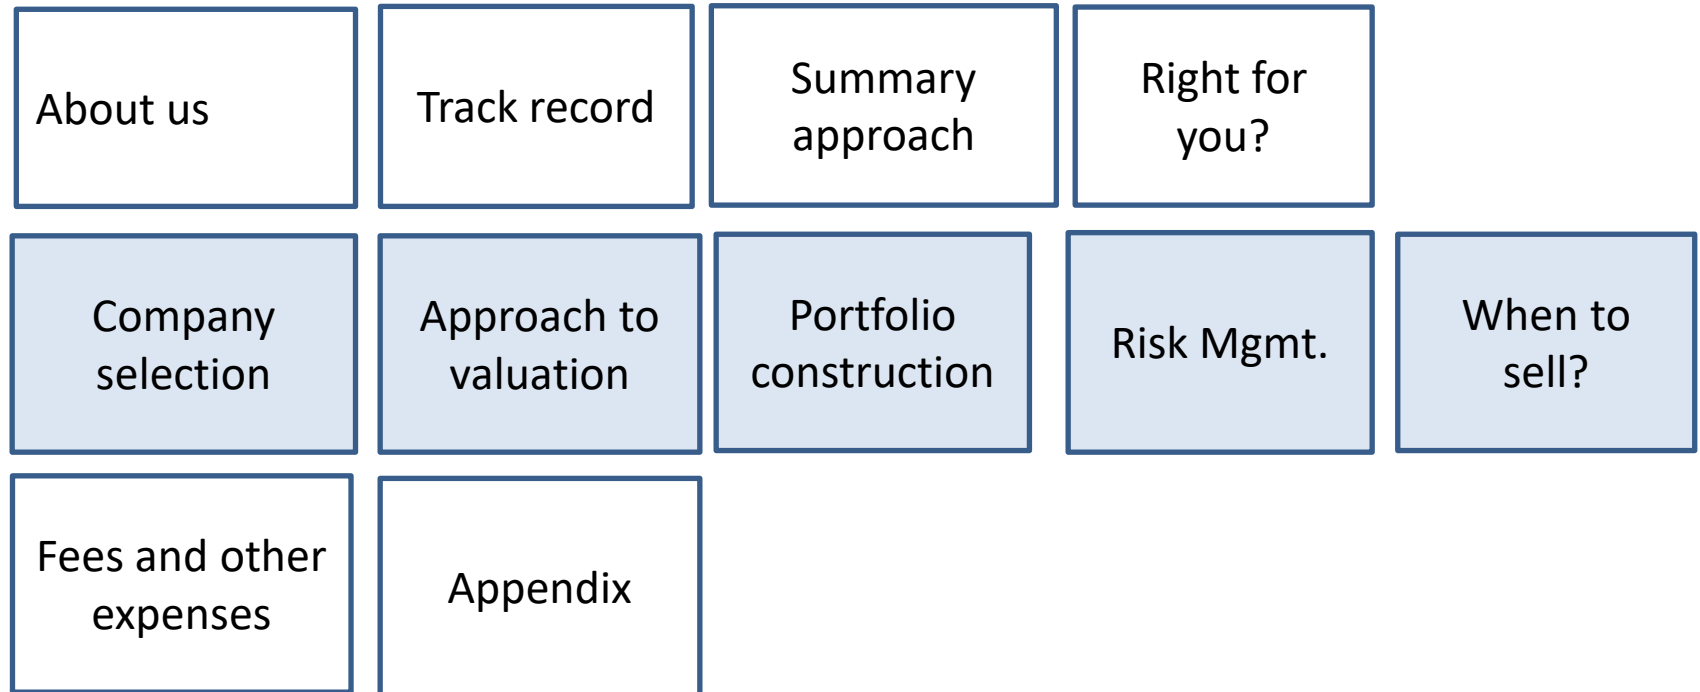 About us
Track record
Summary
approach
Right for
you?
Company
selection
Approach to
valuation
Portfolio
construction
Risk Mgmt.
When to
sell?
Fees and other
expenses
Appendix